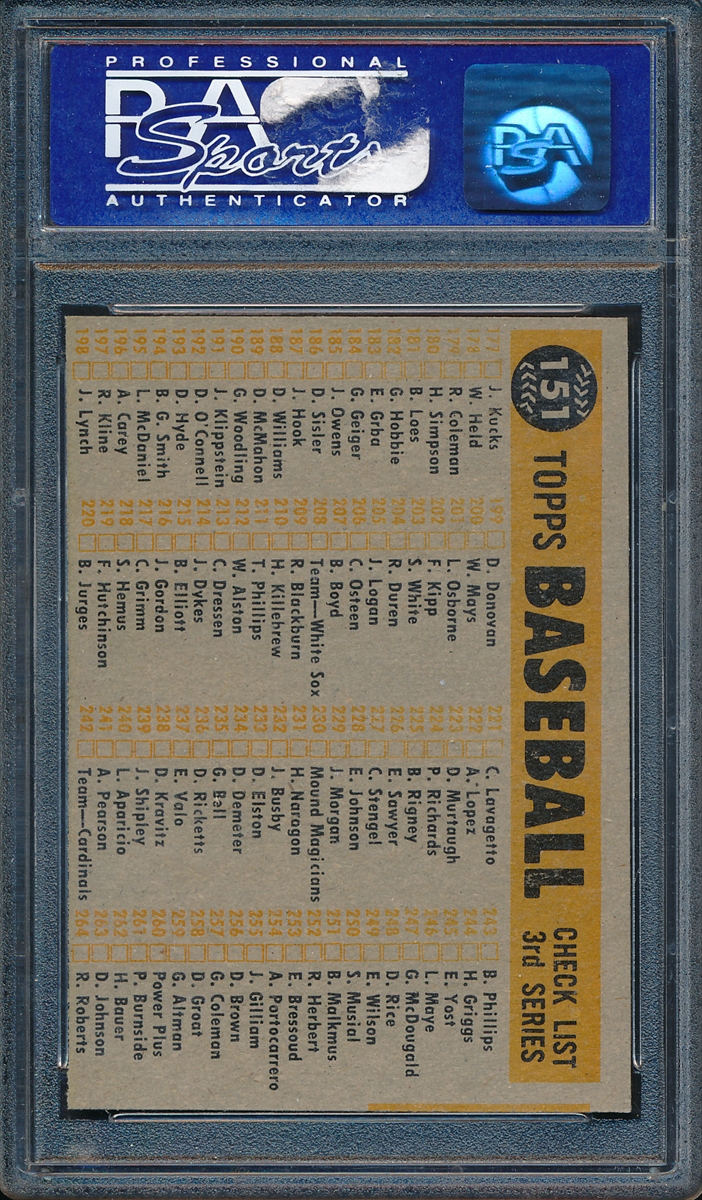 PROFESSIONAL
PSA
Sports
AUTHENTICATOR
PSA
151 TOPPS BASEBALL CHECK LIST
3rd SERIES
177 J. Kucks
178 W. Held
179 R. Coleman
180 H. Simpson
181 B. Loes
182 G. Hobbie
183 E. Grba
184 G. Geiger
185 J. Owens
186 D. Sisler
187 J. Hook
188 D. Williams
189 D. McMahon
190 G. Woodling
191 J. Klippstein
192 D. O'Connell
193 D. Hyde
194 B. G. Smith
195 L. McDaniel
196 A. Carey
197 R. Kline
198 J. Lynch
199 D. Donovan
200 W. Mays
201 L. Osborne
202 F. Kipp
203 S. White
204 R. Duren
205 J. Logan
206 C. Osteen
207 B. Boyd
208 Team—White Sox
209 R. Blackburn
210 H. Killebrew
211 T. Phillips
212 W. Alston
213 C. Dressen
214 J. Dykes
215 B. Elliott
216 J. Gordon
217 C. Grimm
218 S. Hemus
219 F. Hutchinson
220 B. Jurges
221 C. Lavagetto
222 A. Lopez
223 D. Murtaugh
224 P. Richards
225 B. Rigney
226 E. Sawyer
227 C. Stengel
228 E. Johnson
229 J. Morgan
230 Mound Magicians
231 H. Naragon
232 J. Busby
233 D. Elston
234 D. Demeter
235 G. Bell
236 D. Ricketts
237 E. Valo
238 D. Kravitz
239 J. Shipley
240 L. Aparicio
241 A. Pearson
242 Team—Cardinals
243 B. Phillips
244 H. Griggs
245 E. Yost
246 L. Maye
247 G. McDougald
248 D. Rice
249 E. Wilson
250 S. Musial
251 B. Malkmus
252 R. Herbert
253 E. Bressoud
254 A. Portocarrero
255 J. Gilliam
256 D. Brown
257 G. Coleman
258 D. Groat
259 G. Altman
260 Power Plus
261 P. Burnside
262 H. Bauer
263 D. Johnson
264 R. Roberts